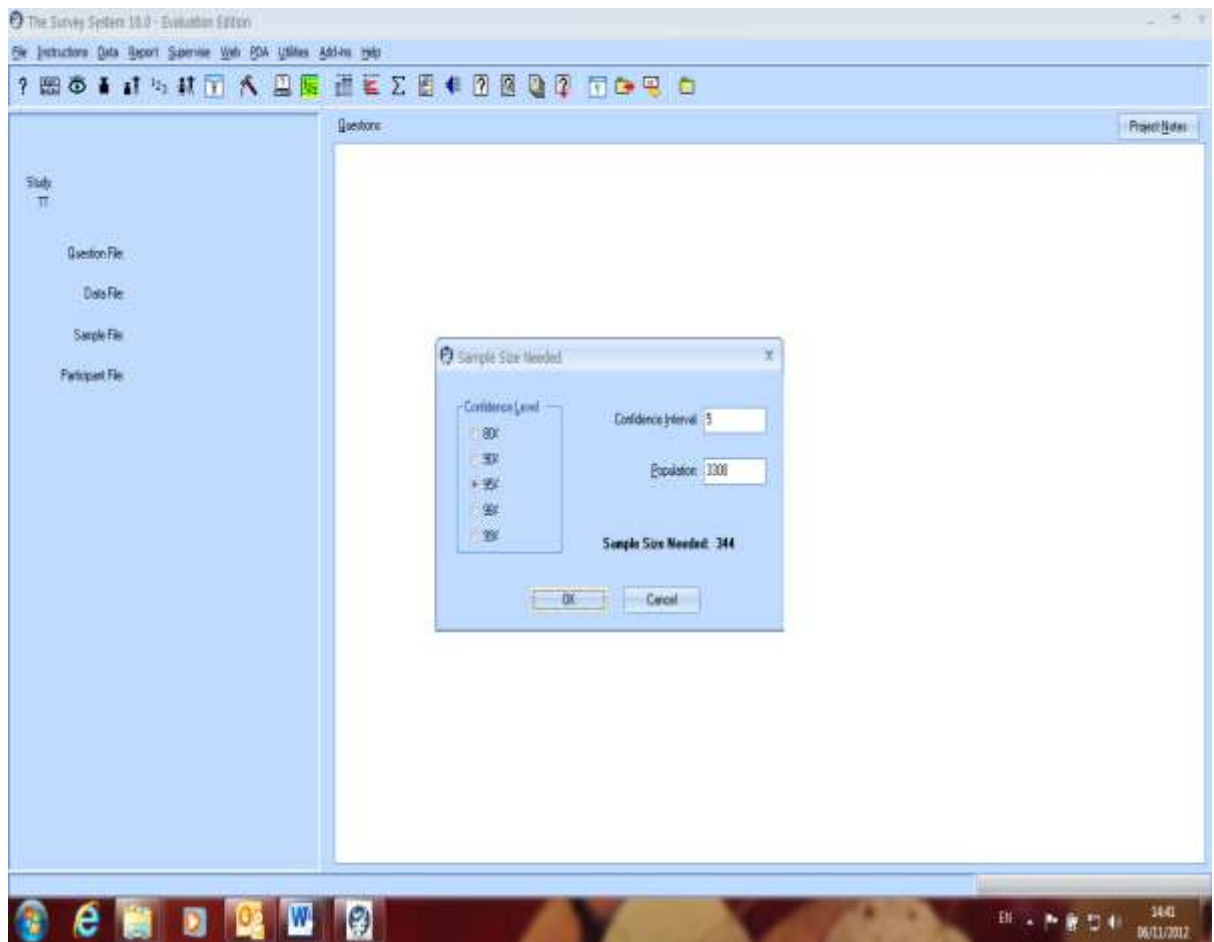 The Survey System 10.0 - Evaluation Edition
File Instructions Data Report Supervise Web PDA Utilities Add-ins Help
Questions
Project Notes
Study
TT
Question File
Data File
Sample File
Participant File
Sample Size Needed
Confidence Level
80%
90%
95%
99%
Confidence Interval 5
Population
Sample Size Needed: 344
OK
Cancel
EN
14:41
06/11/2012